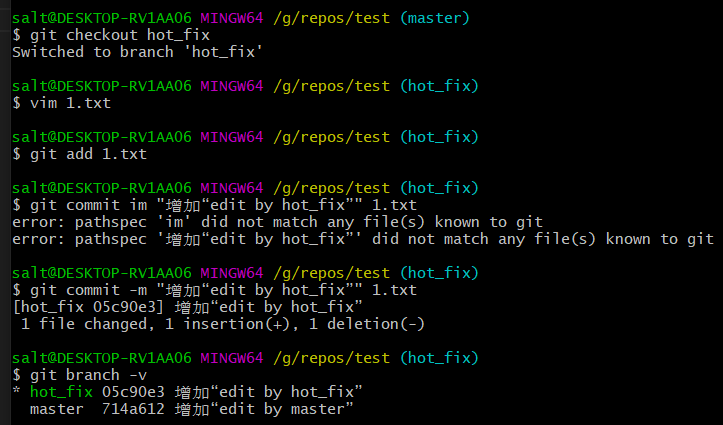 salt@DESKTOP-RV1AA06 MINGW64 /g/repos/test (master)
$ git checkout hot_fix
Switched to branch 'hot_fix'
salt@DESKTOP-RV1AA06 MINGW64 /g/repos/test (hot_fix)
$ vim 1.txt
salt@DESKTOP-RV1AA06 MINGW64 /g/repos/test (hot_fix)
$ git add 1.txt
salt@DESKTOP-RV1AA06 MINGW64 /g/repos/test (hot_fix)
$ git commit im "增加“edit by hot_fix”" 1.txt
error: pathspec 'im' did not match any file(s) known to git
error: pathspec '增加“edit by hot_fix”' did not match any file(s) known to git
salt@DESKTOP-RV1AA06 MINGW64 /g/repos/test (hot_fix)
$ git commit -m "增加“edit by hot_fix”" 1.txt
[hot_fix 05c90e3] 增加“edit by hot_fix”
1 file changed, 1 insertion(+), 1 deletion(-)
salt@DESKTOP-RV1AA06 MINGW64 /g/repos/test (hot_fix)
$ git branch -v
* hot_fix 05c90e3 增加“edit by hot_fix”
master 714a612 增加“edit by master”